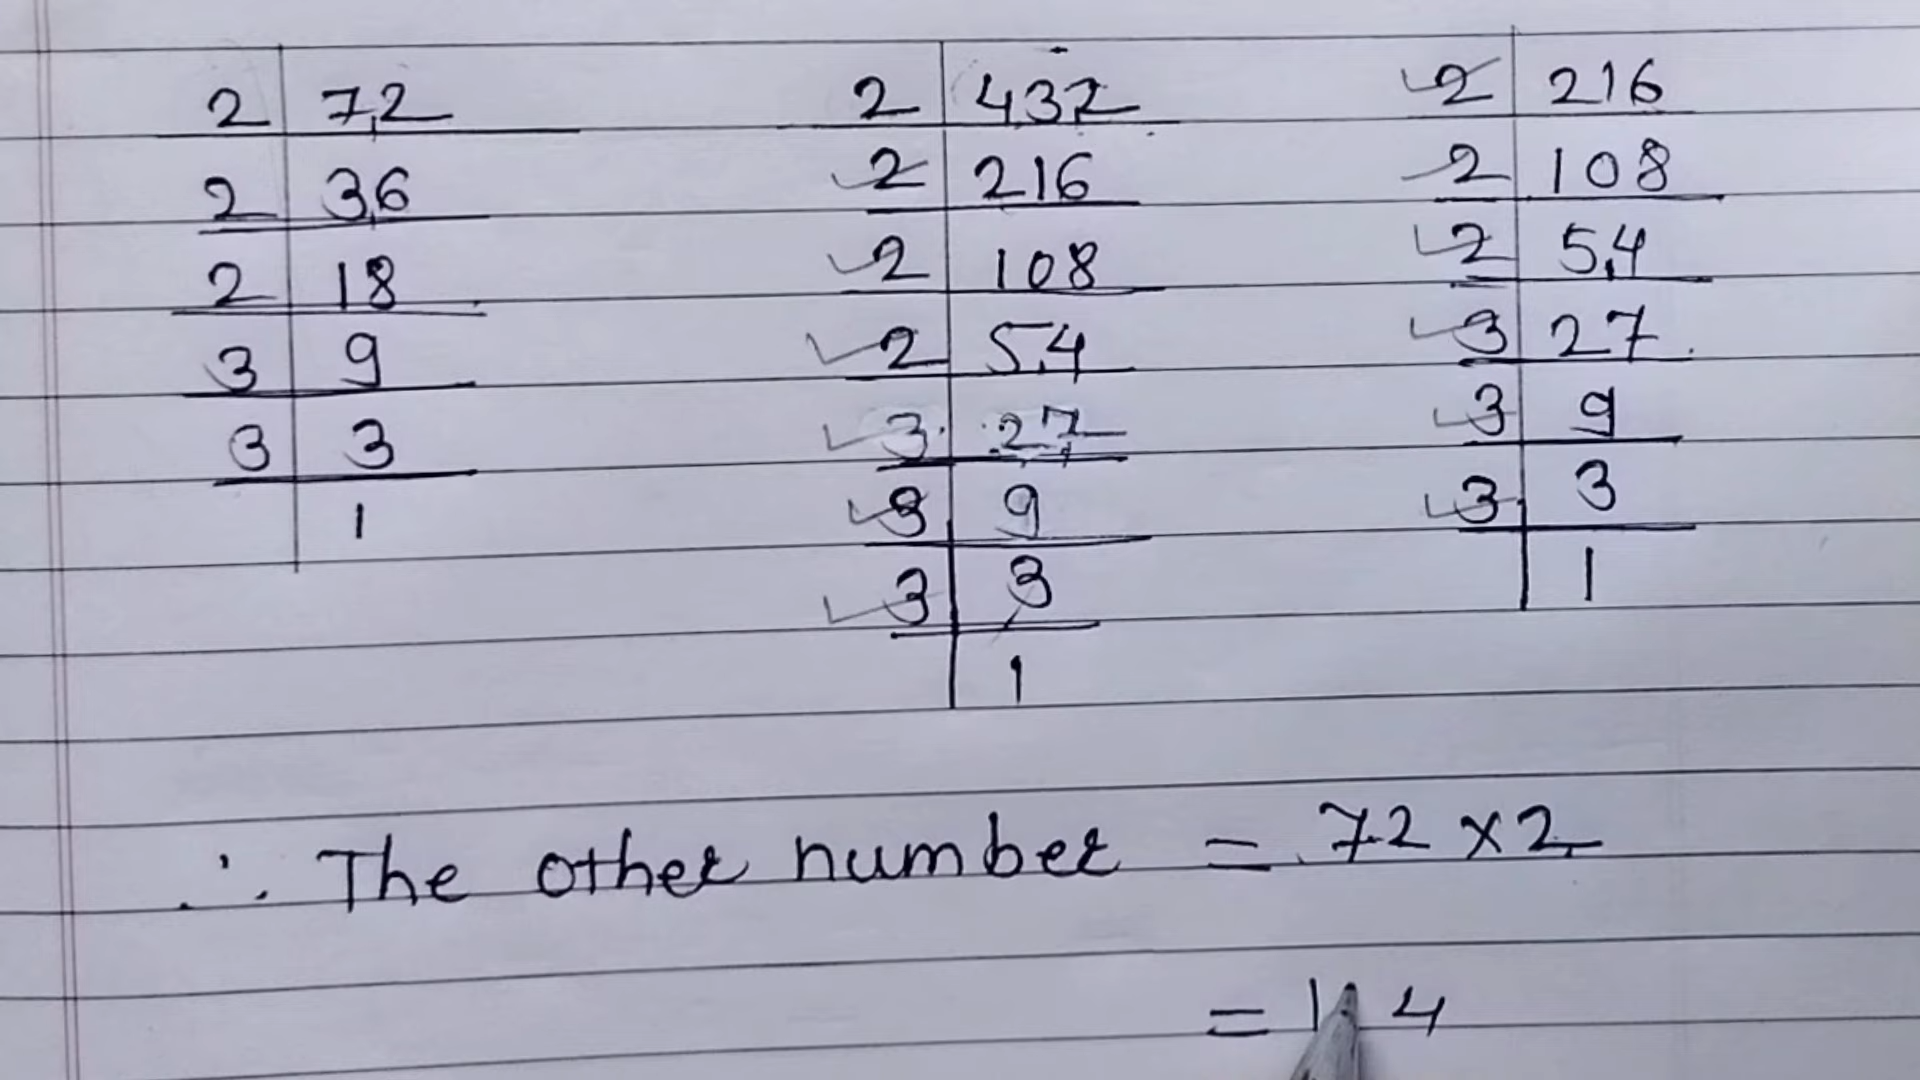 2 | 72
2 | 36
2 | 18
3 | 9
3 | 3
1
2 | 432
2 | 216
2 | 108
2 | 54
3 | 27
3 | 9
3 | 3
1
2 | 216
2 | 108
2 | 54
3 | 27
3 | 9
3 | 3
1
∴ The other number = 72 × 2